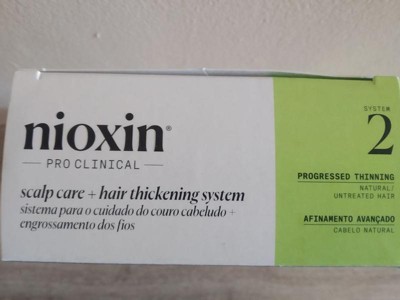 nioxin®
PRO CLINICAL
scalp care + hair thickening system
sistema para o cuidado do couro cabeludo +
engrossamento dos fios
SYSTEM
2
PROGRESSED THINNING
NATURAL/
UNTREATED HAIR
AFINAMENTO AVANÇADO
CABELO NATURAL